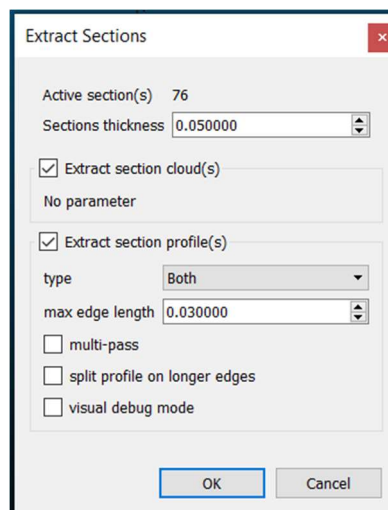 Extract Sections
Active section(s) 76
Sections thickness 0.050000
Extract section cloud(s)
No parameter
Extract section profile(s)
type Both
max edge length 0.030000
multi-pass
split profile on longer edges
visual debug mode
OK Cancel